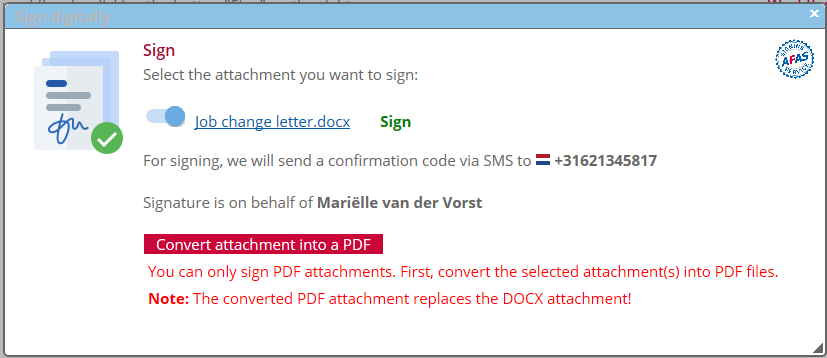 Sign digitally
Sign
Select the attachment you want to sign:
Job change letter.docx Sign
For signing, we will send a confirmation code via SMS to +31621345817
Signature is on behalf of Mariëlle van der Vorst
Convert attachment into a PDF
You can only sign PDF attachments. First, convert the selected attachment(s) into PDF files.
Note: The converted PDF attachment replaces the DOCX attachment!
SIGNING
AFAS
SERVICE